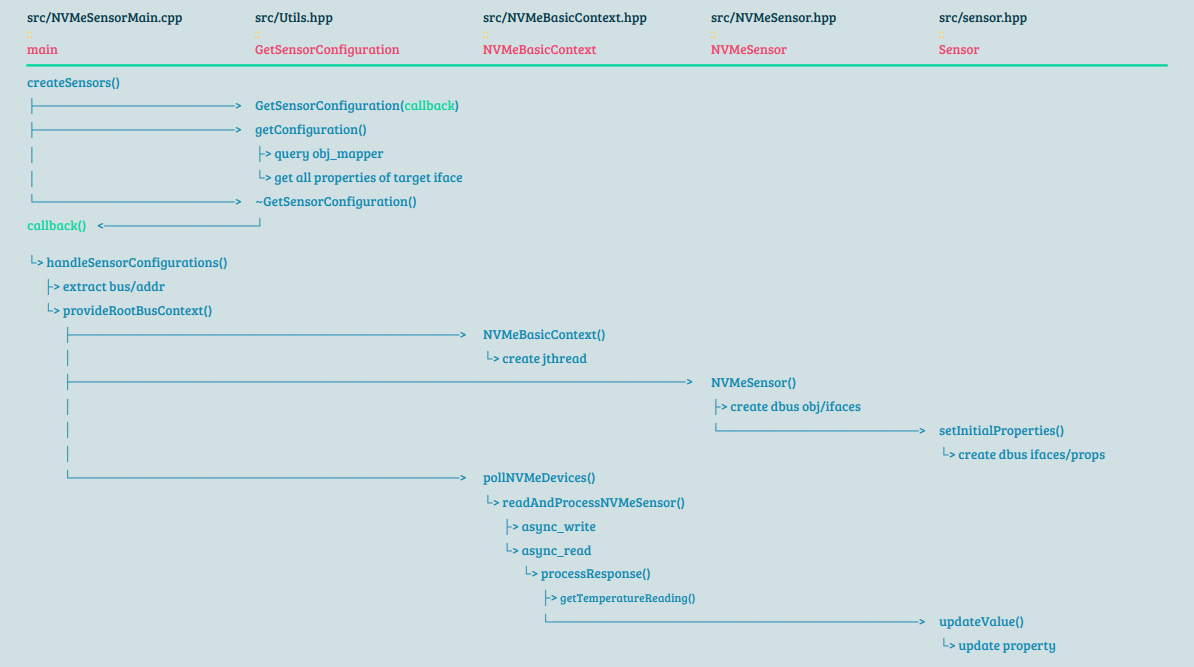 src/NVMeSensorMain.cpp src/Utils.hpp src/NVMeBasicContext.hpp src/NVMeSensor.hpp src/sensor.hpp
:: :: :: :: ::
main GetSensorConfiguration NVMeBasicContext NVMeSensor Sensor
createSensors()
├──────────> GetSensorConfiguration(callback)
├──────────> getConfiguration()
│ ├> query obj_mapper
│ └> get all properties of target iface
└──────────> ~GetSensorConfiguration()
callback() <──────────┘
└> handleSensorConfigurations()
├> extract bus/addr
└> provideRootBusContext()
├──────────> NVMeBasicContext()
│ └> create jthread
├──────────> NVMeSensor()
│ ├> create dbus obj/ifaces
│ └──────────> setInitialProperties()
│ └> create dbus ifaces/props
└──────────> pollNVMeDevices()
└> readAndProcessNVMeSensor()
├> async_write
└> async_read
└> processResponse()
├> getTemperatureReading()
└──────────> updateValue()
└> update property